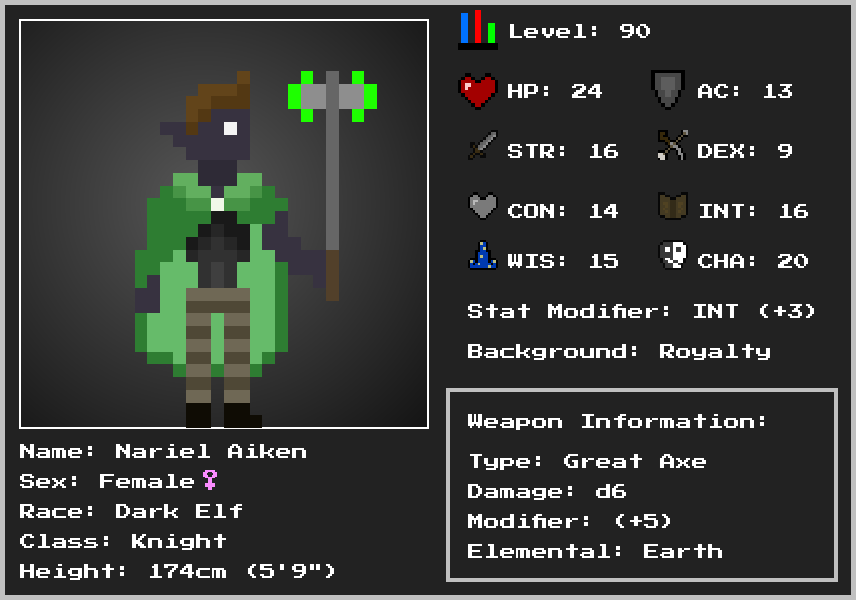 Level: 90
HP: 24 AC: 13
STR: 16 DEX: 9
CON: 14 INT: 16
WIS: 15 CHA: 20
Stat Modifier: INT (+3)
Background: Royalty
Weapon Information:
Type: Great Axe
Damage: d6
Modifier: (+5)
Elemental: Earth
Name: Nariel Aiken
Sex: Female♀
Race: Dark Elf
Class: Knight
Height: 174cm (5'9")